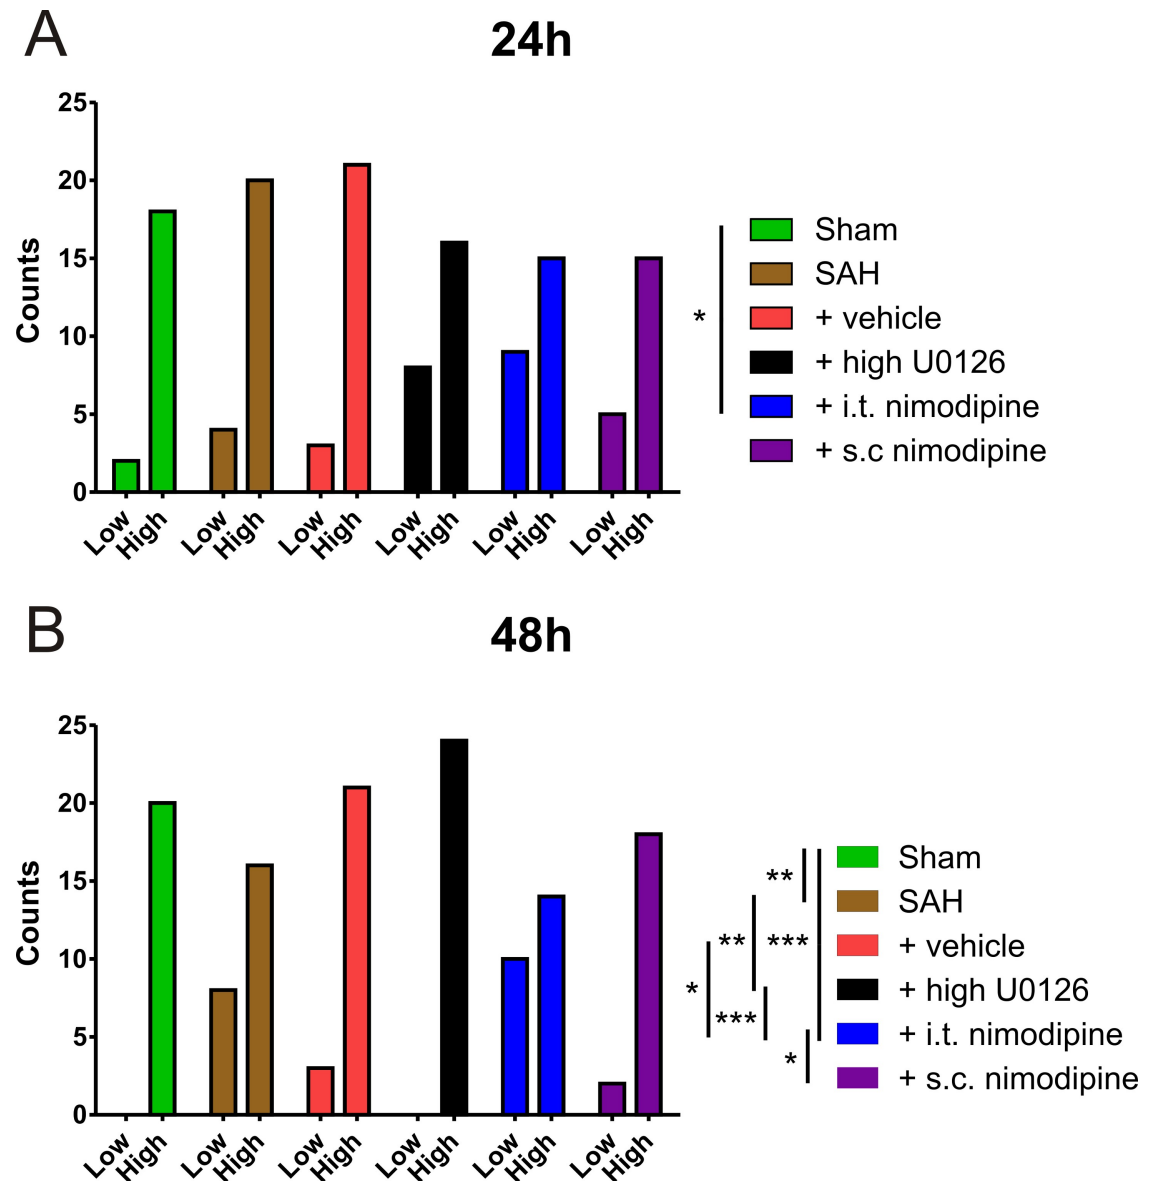 A
24h
25
20
15
10
5
0
Counts
Low High Low High Low High Low High Low High Low High
*
Sham
SAH
+ vehicle
+ high U0126
+ i.t. nimodipine
+ s.c nimodipine
B
48h
25
20
15
10
5
0
Counts
Low High Low High Low High Low High Low High Low High
**
** ***
*
***
*
Sham
SAH
+ vehicle
+ high U0126
+ i.t. nimodipine
+ s.c. nimodipine